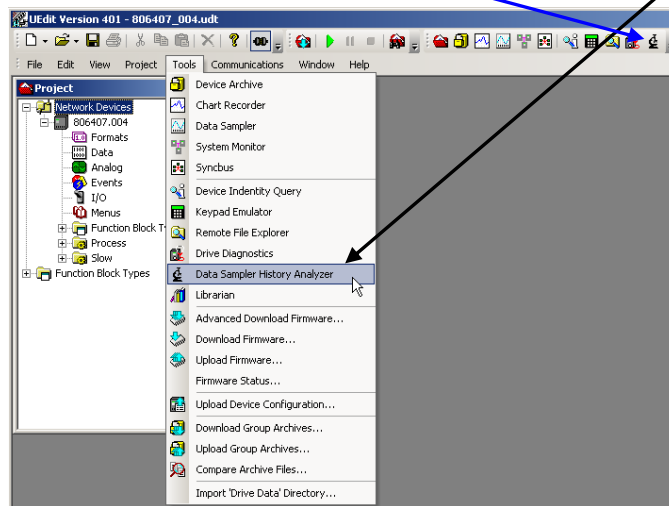 UEdit Version 401 - 806407_004.udt
File Edit View Project Tools Communications Window Help
Project
Network Devices
806407.004
Formats
Data
Analog
Events
I/O
Menus
Function Block T
Process
Slow
Function Block Types
Device Archive
Chart Recorder
Data Sampler
System Monitor
Syncbus
Device Indentity Query
Keypad Emulator
Remote File Explorer
Drive Diagnostics
Data Sampler History Analyzer
Librarian
Advanced Download Firmware...
Download Firmware...
Upload Firmware...
Firmware Status...
Upload Device Configuration...
Download Group Archives...
Upload Group Archives...
Compare Archive Files...
Import 'Drive Data' Directory...